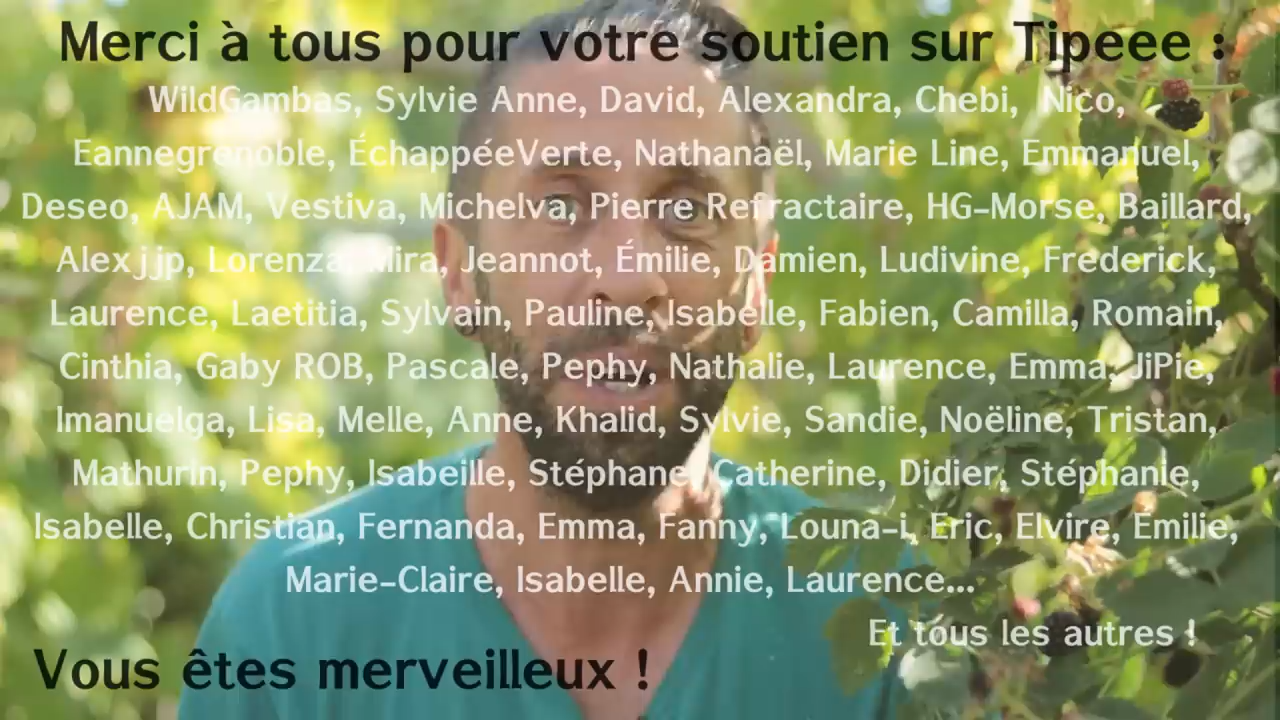 Merci à tous pour votre soutien sur Tipeee :
WildGambas, Sylvie Anne, David, Alexandra, Chebi, Nico,
Eannegrenoble, ÉchappéeVerte, Nathanaël, Marie Line, Emmanuel,
Deseo, AJAM, Vestiva, Michelva, Pierre Refractaire, HG-Morse, Baillard,
Alexjjp, Lorenza, Mira, Jeannot, Émilie, Damien, Ludivine, Frederick,
Laurence, Laetitia, Sylvain, Pauline, Isabelle, Fabien, Camilla, Romain,
Cinthia, Gaby ROB, Pascale, Pephy, Nathalie, Laurence, Emma, JiPie,
Imanuelga, Lisa, Melle, Anne, Khalid, Sylvie, Sandie, Noëline, Tristan,
Mathurin, Pephy, Isabeille, Stéphane, Catherine, Didier, Stéphanie,
Isabelle, Christian, Fernanda, Emma, Fanny, Louna-i, Eric, Elvire, Emilie,
Marie-Claire, Isabelle, Annie, Laurence...
Et tous les autres !
Vous êtes merveilleux !